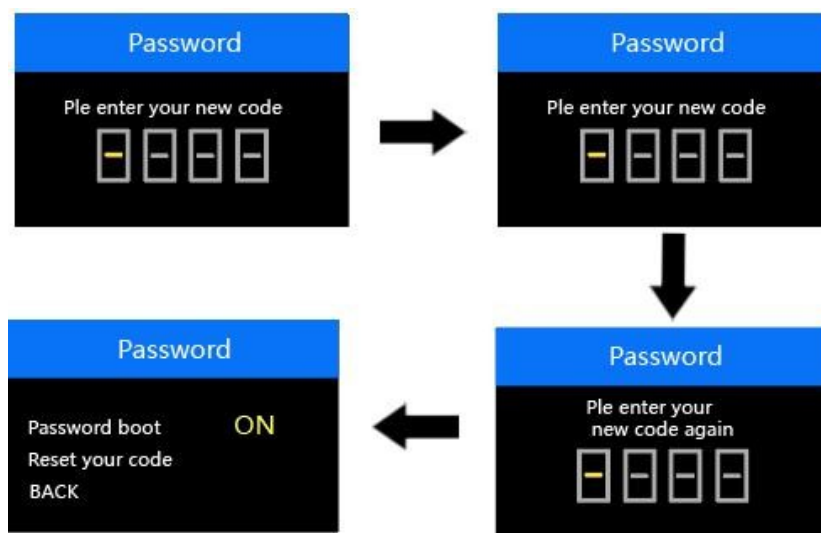 Password
Ple enter your new code
Password
Ple enter your new code
Password
Ple enter your
new code again
Password
Password boot ON
Reset your code
BACK